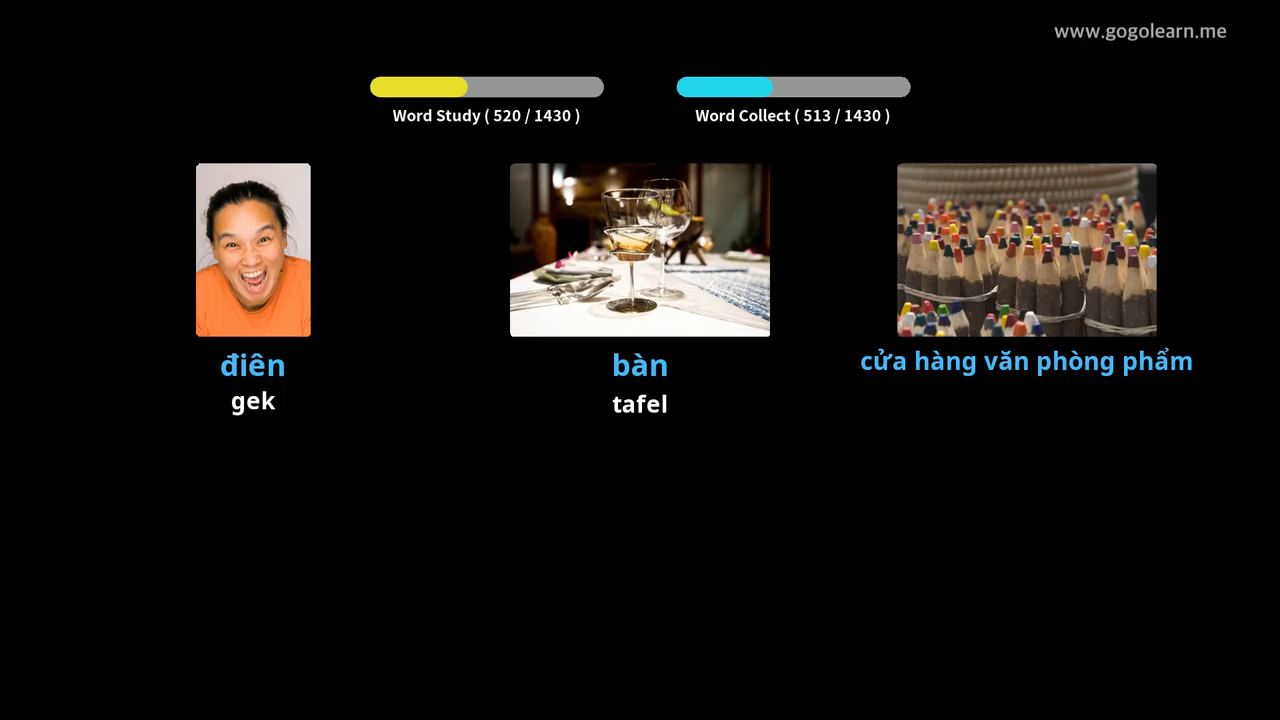 www.gogolearn.me
Word Study ( 520 / 1430 )
Word Collect ( 513 / 1430 )
điên
gek
bàn
tafel
cửa hàng văn phòng phẩm